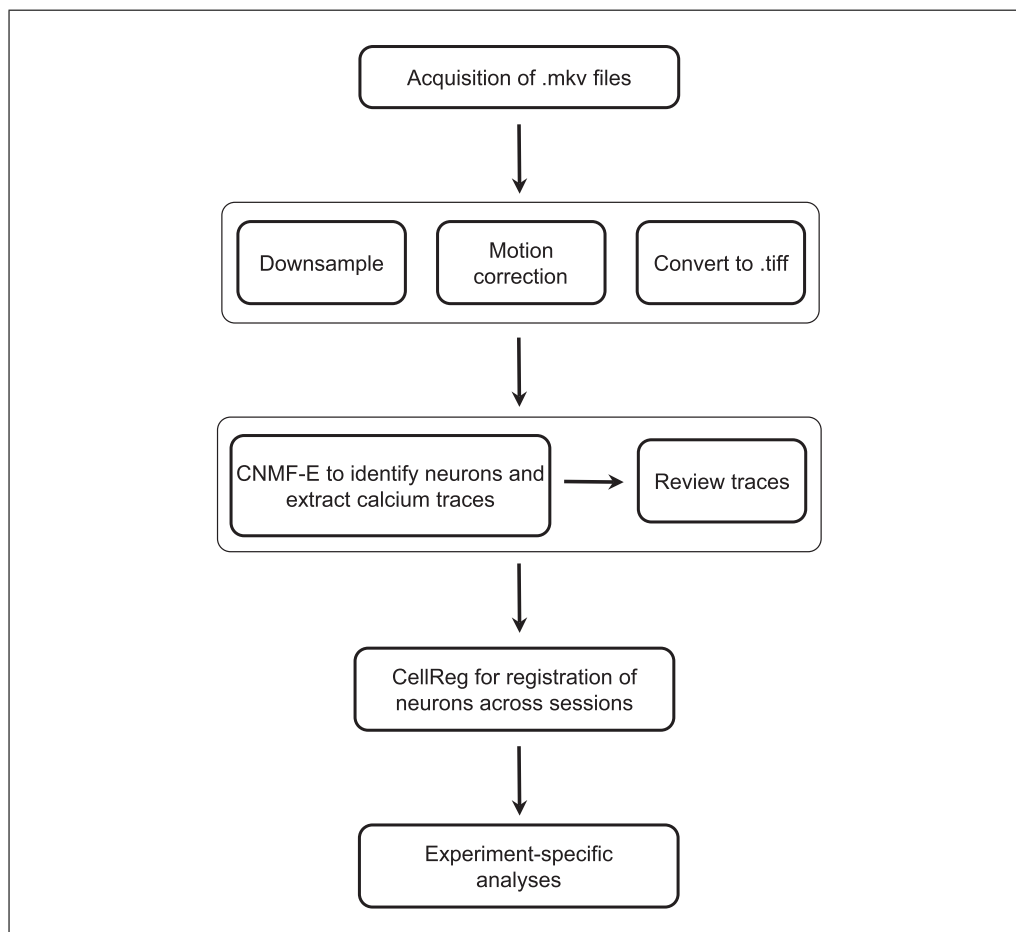 Acquisition of .mkv files
Downsample
Motion
correction
Convert to .tiff
CNMF-E to identify neurons and
extract calcium traces
Review traces
CellReg for registration of
neurons across sessions
Experiment-specific
analyses